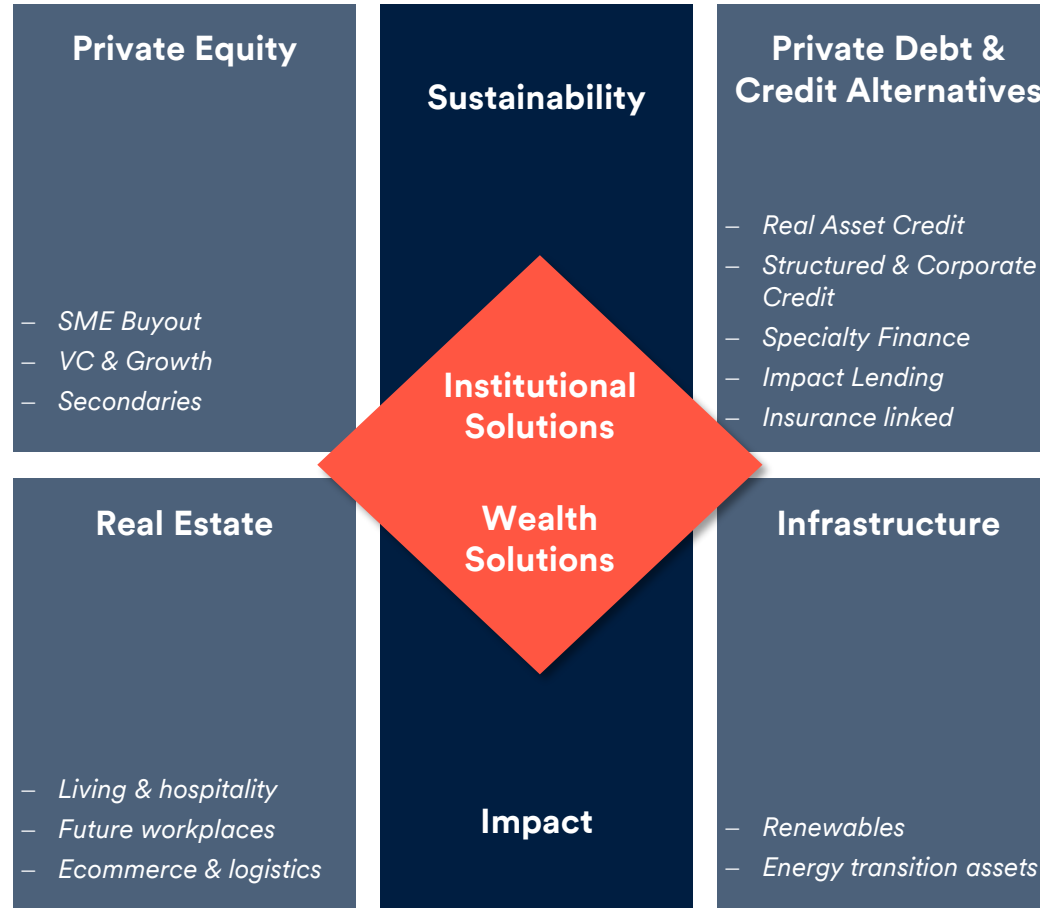 Private Equity
– SME Buyout
– VC & Growth
– Secondaries
Sustainability
Institutional
Solutions
Wealth
Solutions
Impact
Private Debt &
Credit Alternatives
– Real Asset Credit
– Structured & Corporate
Credit
– Specialty Finance
– Impact Lending
– Insurance linked
Real Estate
– Living & hospitality
– Future workplaces
– Ecommerce & logistics
Infrastructure
– Renewables
– Energy transition assets